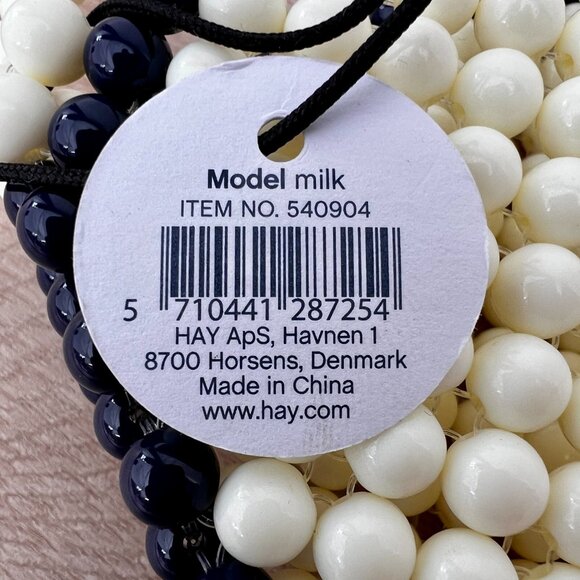 Model milk
ITEM NO. 540904
5 710441 287254
HAY ApS, Havnen 1
8700 Horsens, Denmark
Made in China
www.hay.com